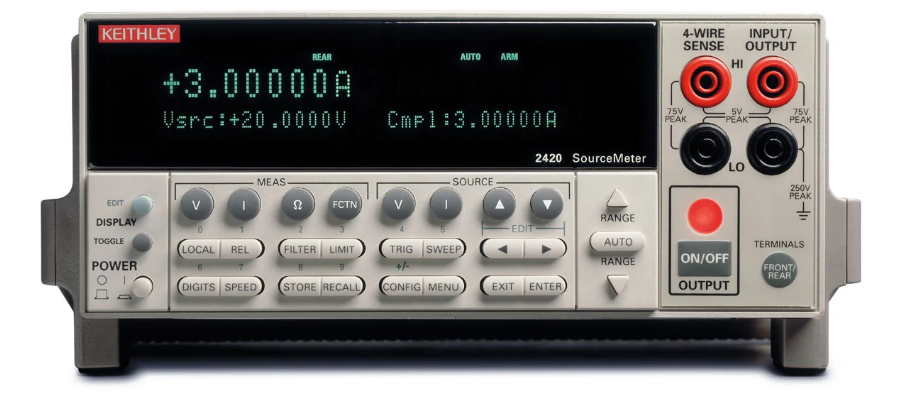 KEITHLEY
REAR AUTO ARM
+3.00000A
Vsrc:+20.0000V Cmpl:3.00000A
2420 SourceMeter
4-WIRE SENSE
INPUT/ OUTPUT
HI
75V PEAK
5V PEAK
75V PEAK
LO
250V PEAK
MEAS
SOURCE
EDIT
DISPLAY
TOGGLE
POWER
V I Ω FCTN V I
0 1 2 3 4 5
EDIT
LOCAL REL FILTER LIMIT TRIG SWEEP
6 7 8 9 +/-
DIGITS SPEED STORE RECALL CONFIG MENU EXIT ENTER
RANGE
AUTO
RANGE
ON/OFF
OUTPUT
TERMINALS
FRONT/ REAR